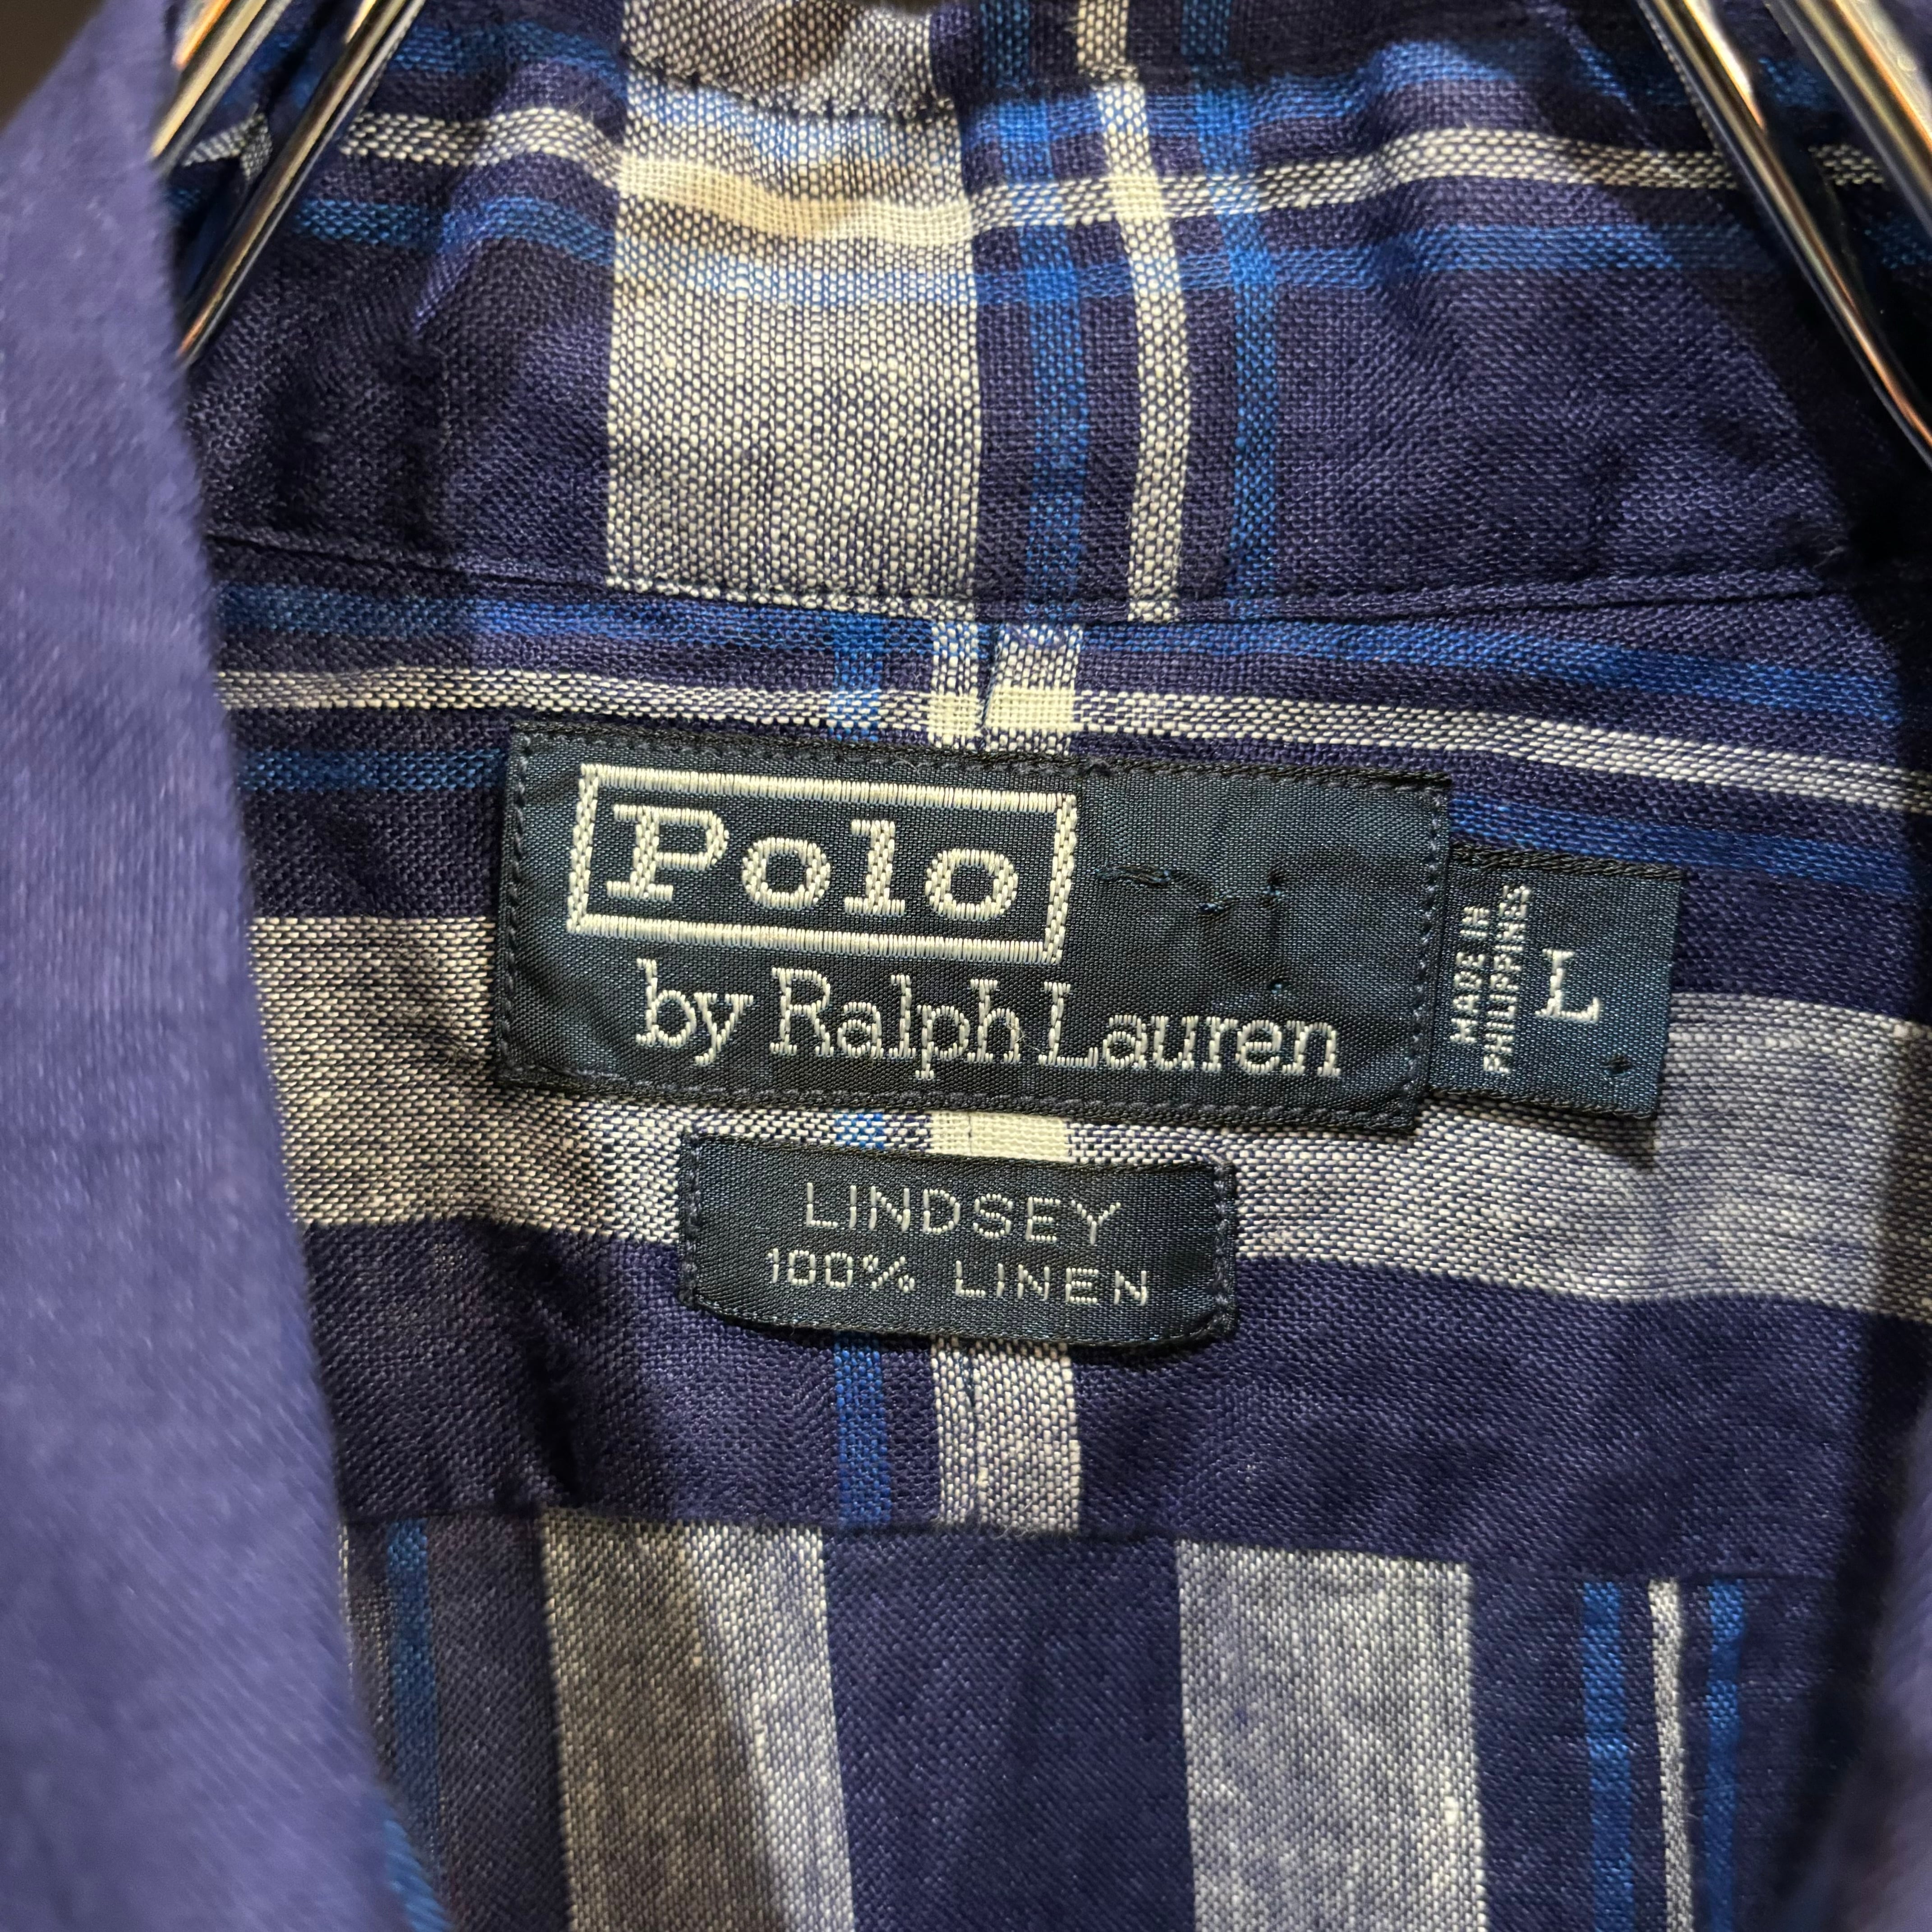 Polo
by Ralph Lauren
MADE IN
PHILIPPINES
L
LINDSEY
100% LINEN